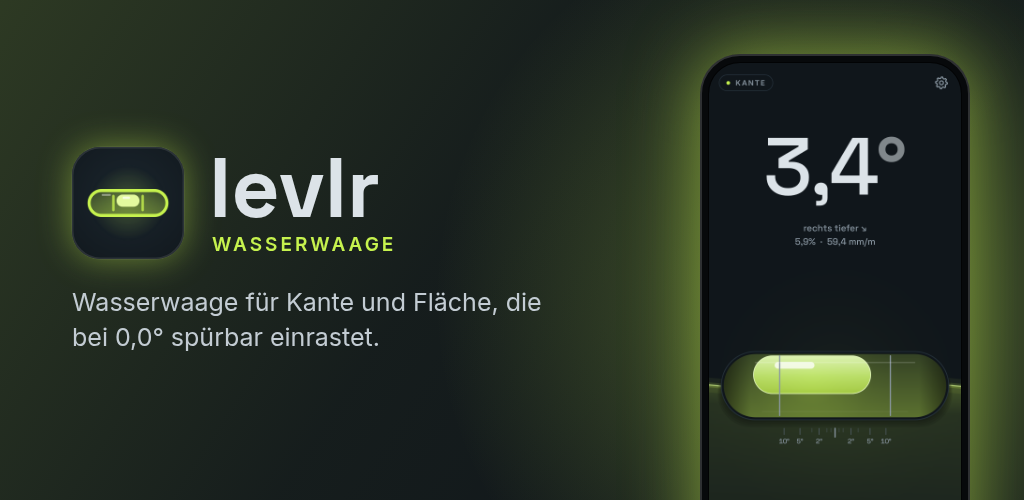 levlr
WASSERWAAGE
Wasserwaage für Kante und Fläche, die
bei 0,0° spürbar einrastet.
KANTE
3,4°
rechts tiefer ↘
5,9% · 59,4 mm/m
10° 5° 2° 2° 5° 10°